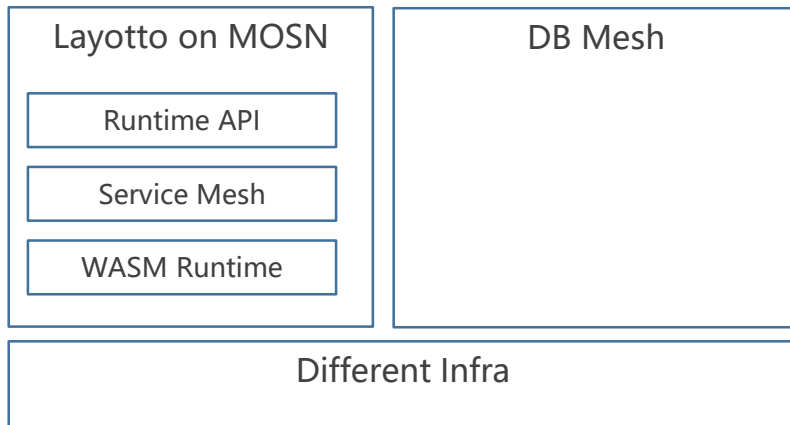 Layotto on MOSN
Runtime API
Service Mesh
WASM Runtime
DB Mesh
Different Infra